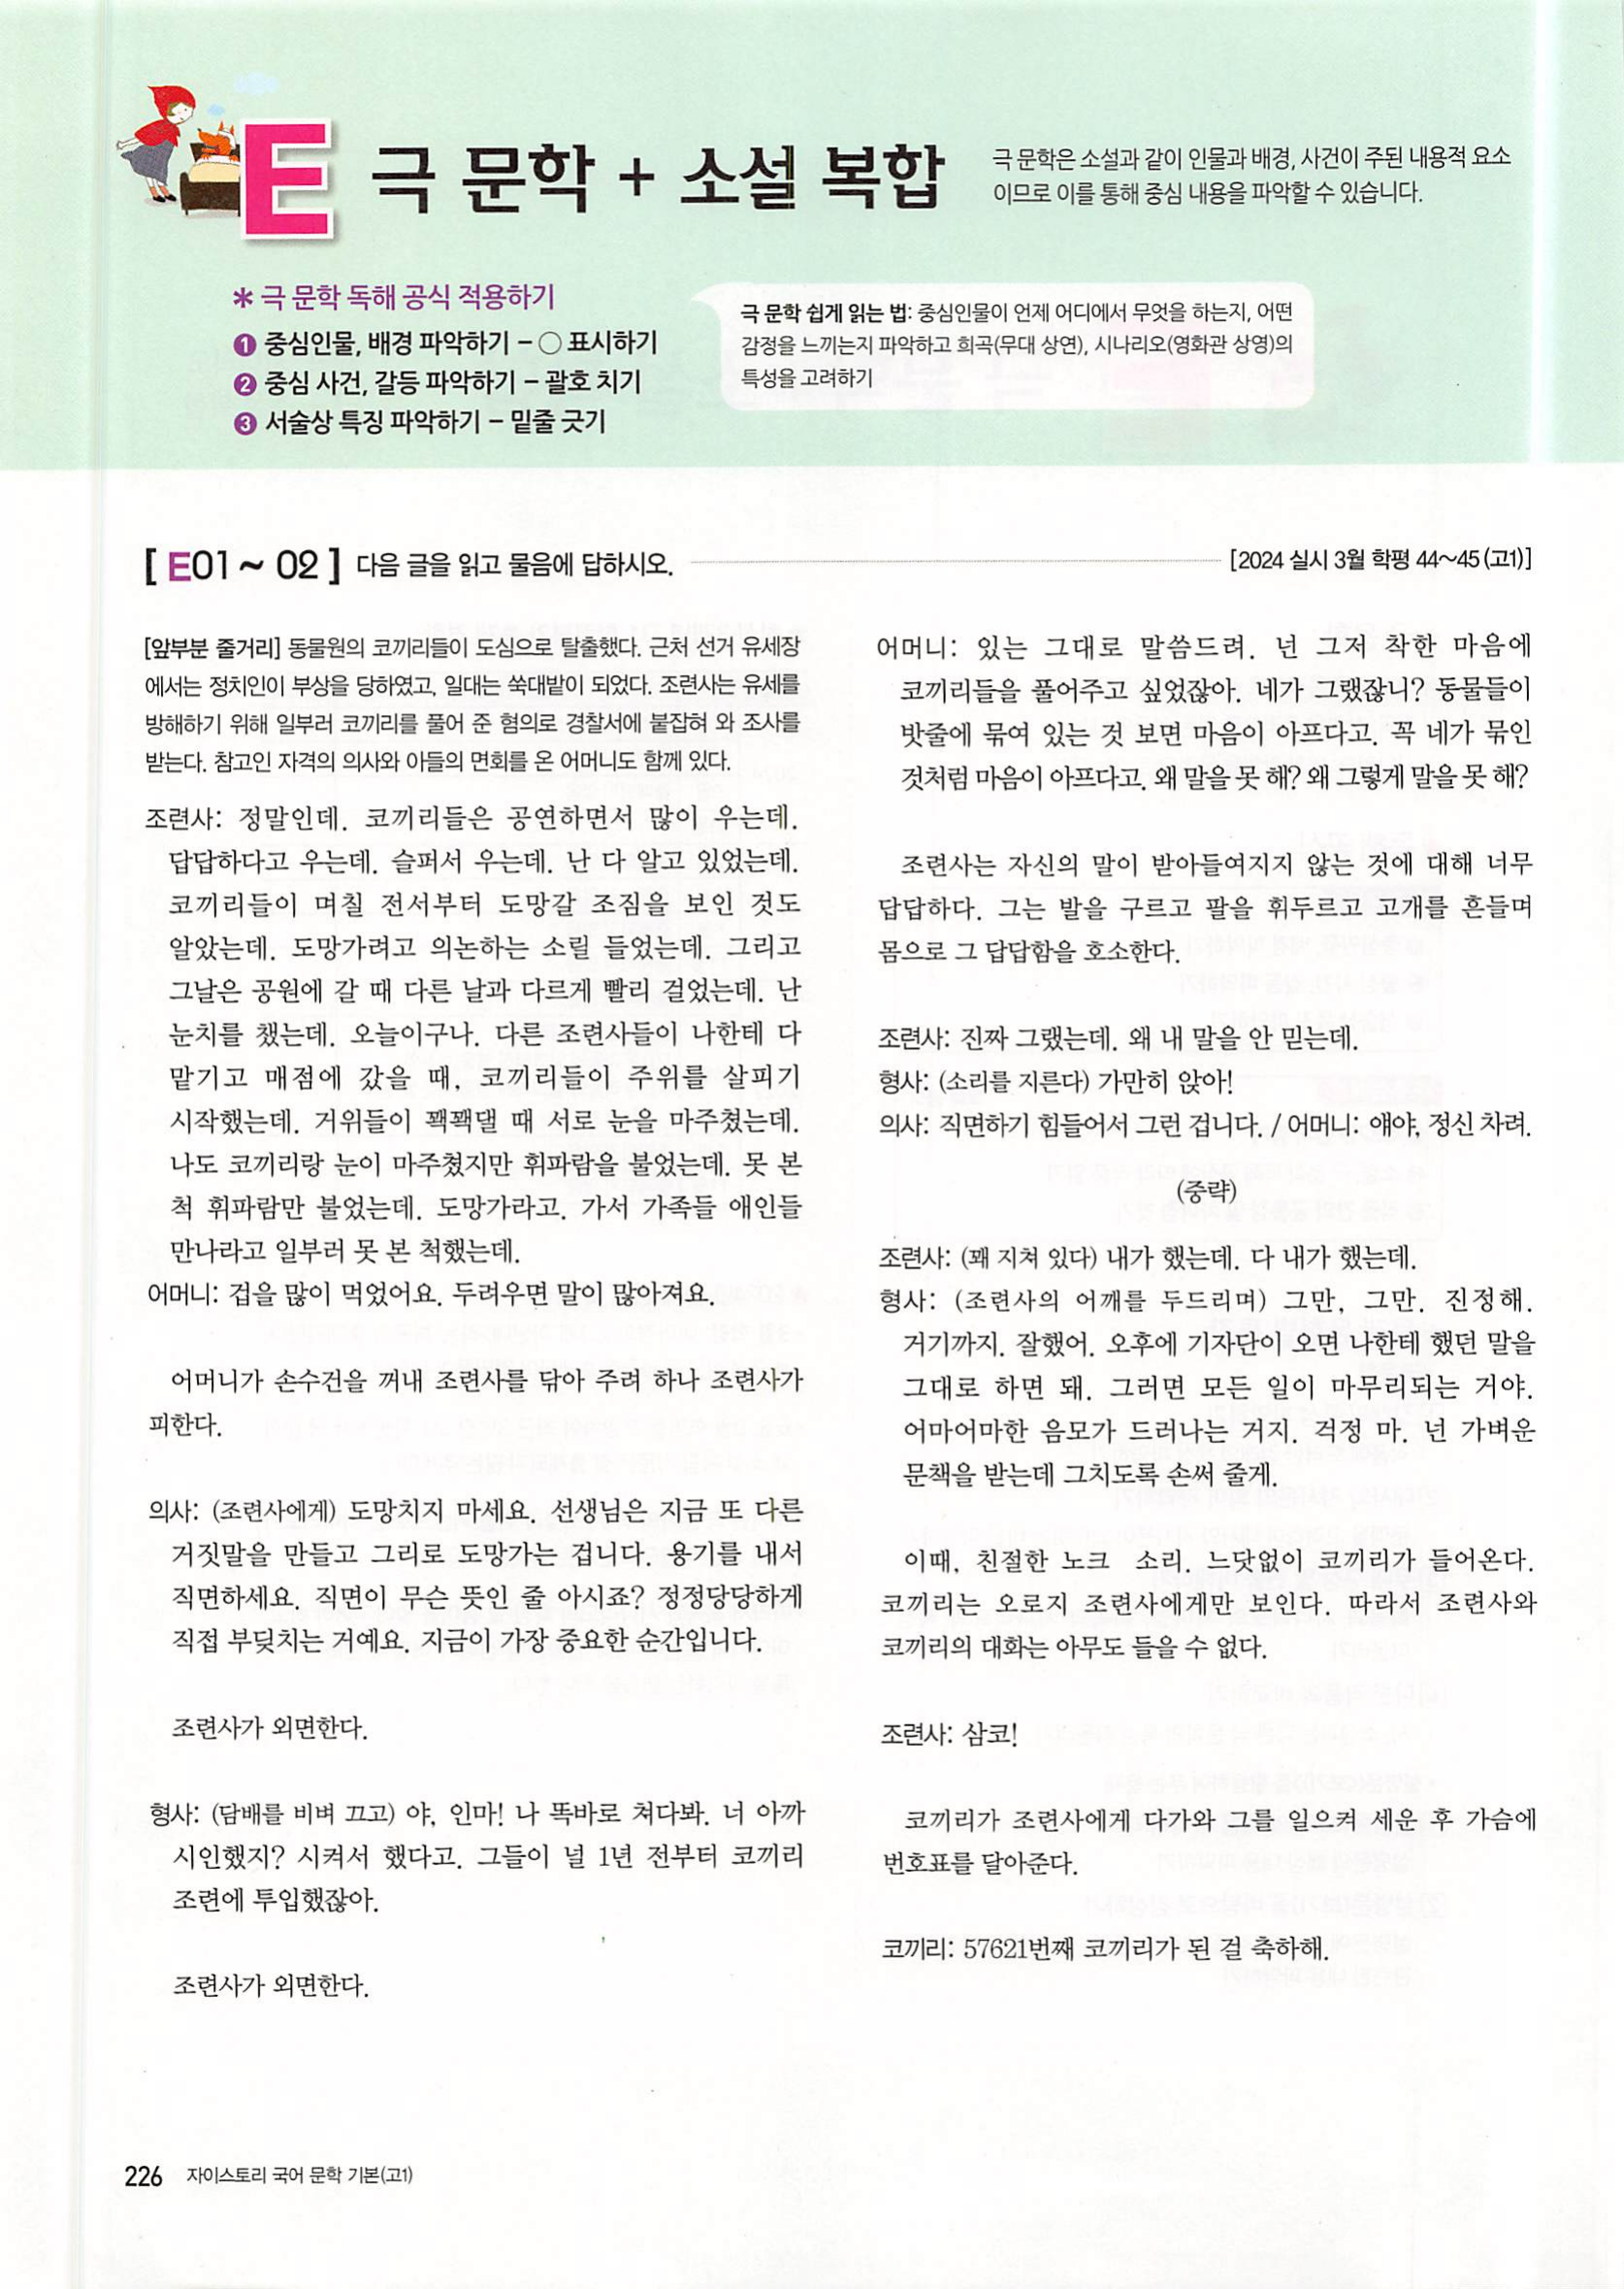 E 극 문학 + 소설 복합
극 문학은 소설과 같이 인물과 배경, 사건이 주된 내용적 요소
이므로 이를 통해 중심 내용을 파악할 수 있습니다.
* 극 문학 독해 공식 적용하기
❶ 중심인물, 배경 파악하기 – ○ 표시하기
❷ 중심 사건, 갈등 파악하기 – 괄호 치기
❸ 서술상 특징 파악하기 – 밑줄 긋기
극 문학 쉽게 읽는 법: 중심인물이 언제 어디에서 무엇을 하는지, 어떤
감정을 느끼는지 파악하고 희곡(무대 상연), 시나리오(영화관 상영)의
특성을 고려하기
[ E01 ~ 02 ] 다음 글을 읽고 물음에 답하시오.
[2024 실시 3월 학평 44~45(고1)]
[앞부분 줄거리] 동물원의 코끼리들이 도심으로 탈출했다. 근처 선거 유세장
에서는 정치인이 부상을 당하였고, 일대는 쑥대밭이 되었다. 조련사는 유세를
방해하기 위해 일부러 코끼리를 풀어 준 혐의로 경찰서에 붙잡혀 와 조사를
받는다. 참고인 자격의 의사와 아들의 면회를 온 어머니도 함께 있다.
조련사: 정말인데. 코끼리들은 공연하면서 많이 우는데.
답답하다고 우는데. 슬퍼서 우는데. 난 다 알고 있었는데.
코끼리들이 며칠 전서부터 도망갈 조짐을 보인 것도
알았는데. 도망가려고 의논하는 소릴 들었는데. 그리고
그날은 공원에 갈 때 다른 날과 다르게 빨리 걸었는데. 난
눈치를 챘는데. 오늘이구나. 다른 조련사들이 나한테 다
맡기고 매점에 갔을 때, 코끼리들이 주위를 살피기
시작했는데. 거위들이 꽥꽥댈 때 서로 눈을 마주쳤는데.
나도 코끼리랑 눈이 마주쳤지만 휘파람을 불었는데. 못 본
척 휘파람만 불었는데. 도망가라고. 가서 가족들 애인들
만나라고 일부러 못 본 척했는데.
어머니: 겁을 많이 먹었어요. 두려우면 말이 많아져요.
어머니가 손수건을 꺼내 조련사를 닦아 주려 하나 조련사가
피한다.
의사: (조련사에게) 도망치지 마세요. 선생님은 지금 또 다른
거짓말을 만들고 그리로 도망가는 겁니다. 용기를 내서
직면하세요. 직면이 무슨 뜻인 줄 아시죠? 정정당당하게
직접 부딪치는 거예요. 지금이 가장 중요한 순간입니다.
조련사가 외면한다.
형사: (담배를 비벼 끄고) 야, 인마! 나 똑바로 쳐다봐. 너 아까
시인했지? 시켜서 했다고. 그들이 널 1년 전부터 코끼리
조련에 투입했잖아.
조련사가 외면한다.
어머니: 있는 그대로 말씀드려. 넌 그저 착한 마음에
코끼리들을 풀어주고 싶었잖아. 네가 그랬잖니? 동물들이
밧줄에 묶여 있는 것 보면 마음이 아프다고. 꼭 네가 묶인
것처럼 마음이 아프다고. 왜 말을 못 해? 왜 그렇게 말을 못 해?
조련사는 자신의 말이 받아들여지지 않는 것에 대해 너무
답답하다. 그는 발을 구르고 팔을 휘두르고 고개를 흔들며
몸으로 그 답답함을 호소한다.
조련사: 진짜 그랬는데. 왜 내 말을 안 믿는데.
형사: (소리를 지른다) 가만히 앉아!
의사: 직면하기 힘들어서 그런 겁니다. / 어머니: 얘야, 정신 차려.
(중략)
조련사: (꽤 지쳐 있다) 내가 했는데. 다 내가 했는데.
형사: (조련사의 어깨를 두드리며) 그만, 그만. 진정해.
거기까지. 잘했어. 오후에 기자단이 오면 나한테 했던 말을
그대로 하면 돼. 그러면 모든 일이 마무리되는 거야.
어마어마한 음모가 드러나는 거지. 걱정 마. 넌 가벼운
문책을 받는데 그치도록 손써 줄게.
이때, 친절한 노크 소리. 느닷없이 코끼리가 들어온다.
코끼리는 오로지 조련사에게만 보인다. 따라서 조련사와
코끼리의 대화는 아무도 들을 수 없다.
조련사: 삼코!
코끼리가 조련사에게 다가와 그를 일으켜 세운 후 가슴에
번호표를 달아준다.
코끼리: 57621번째 코끼리가 된 걸 축하해.
226 자이스토리 국어 문학 기본(고1)